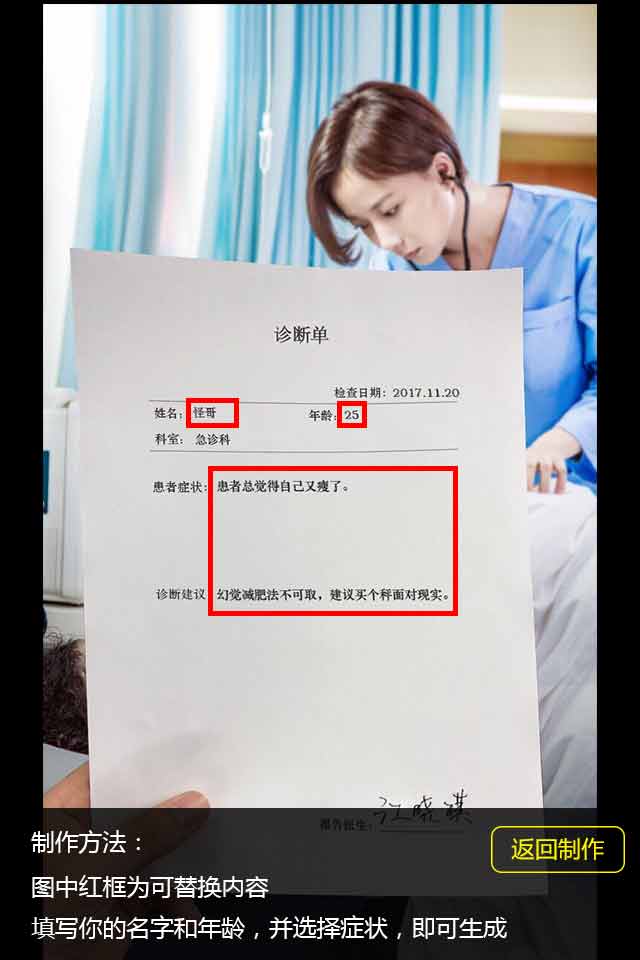 诊断单
检查日期：2017.11.20
姓名：怪哥 年龄：25
科室：急诊科
患者症状：患者总觉得自己又瘦了。
诊断建议 幻觉减肥法不可取，建议买个秤面对现实。
报告医生：江晓琪
制作方法：
返回制作
图中红框为可替换内容
填写你的名字和年龄，并选择症状，即可生成